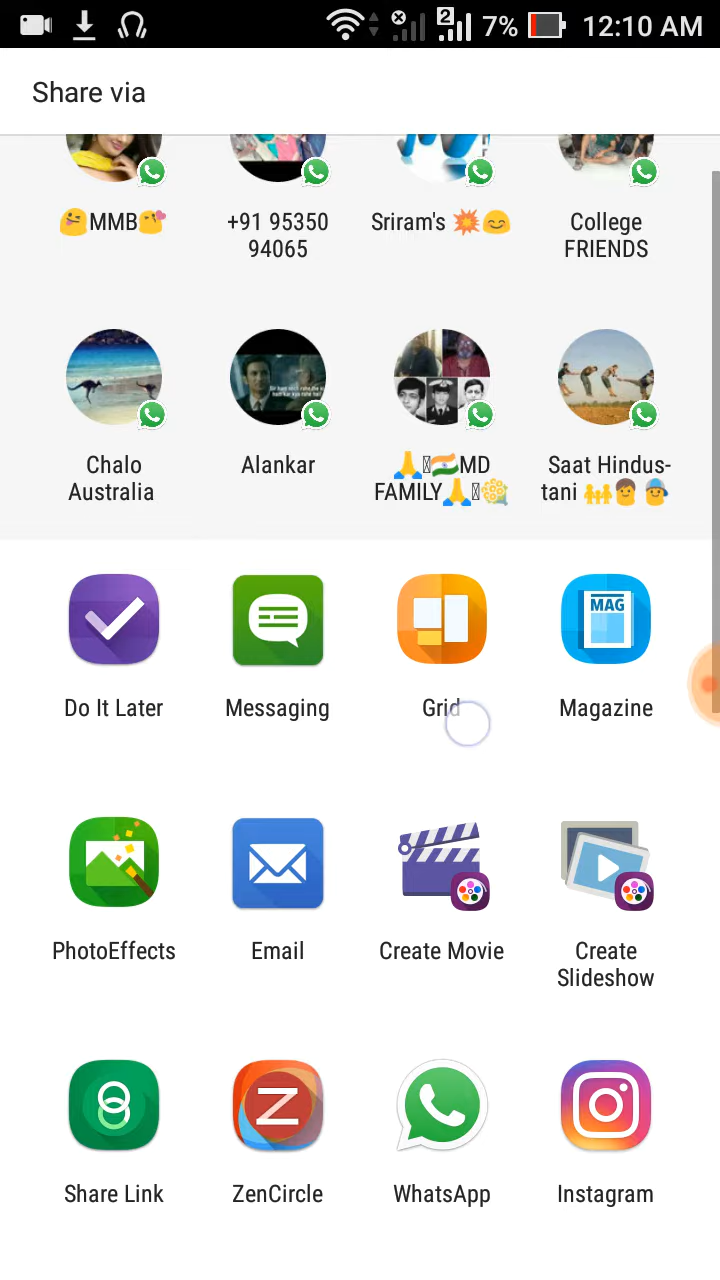 2 7% 12:10 AM
Share via
😜MMB😘
+91 95350
94065
Sriram's 💥😊
College
FRIENDS
Chalo
Australia
Alankar
🙏🇮🇳MD
FAMILY🙏💐
Saat Hindus-
tani 👬👦🧢
MAG
Do It Later
Messaging
Grid
Magazine
PhotoEffects
Email
Create Movie
Create
Slideshow
Share Link
ZenCircle
WhatsApp
Instagram